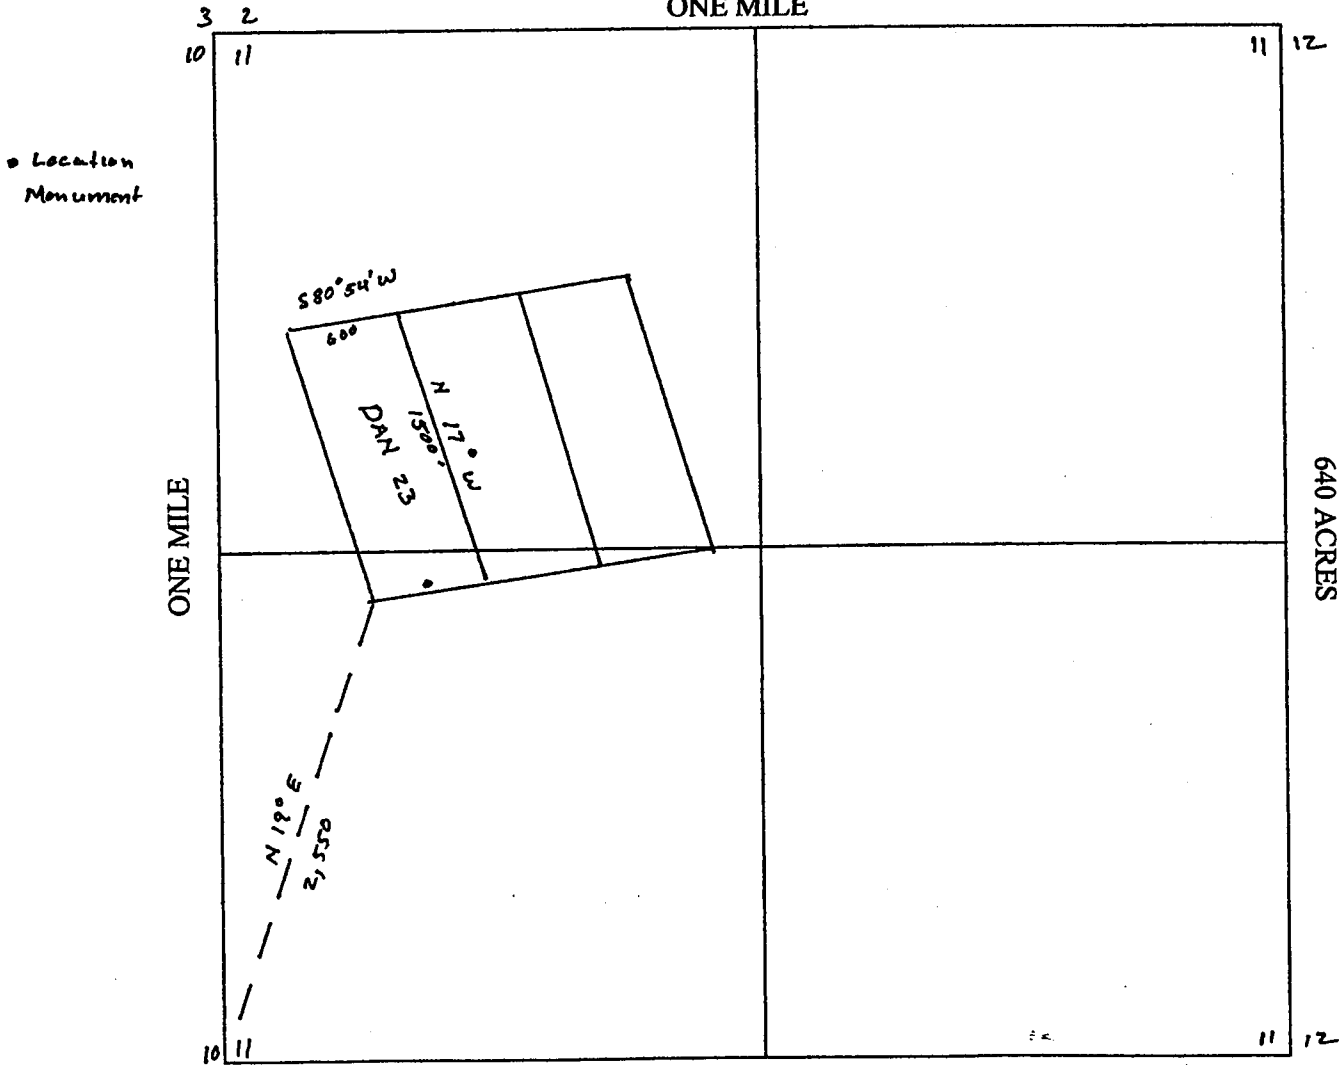 ONE MILE
3 2
10 11
11 12
• Location
Monument
S80°54'W
600
N 17° W
1500'
DAN 23
ONE MILE
640 ACRES
N 19° E
2,550
10 11
11 12